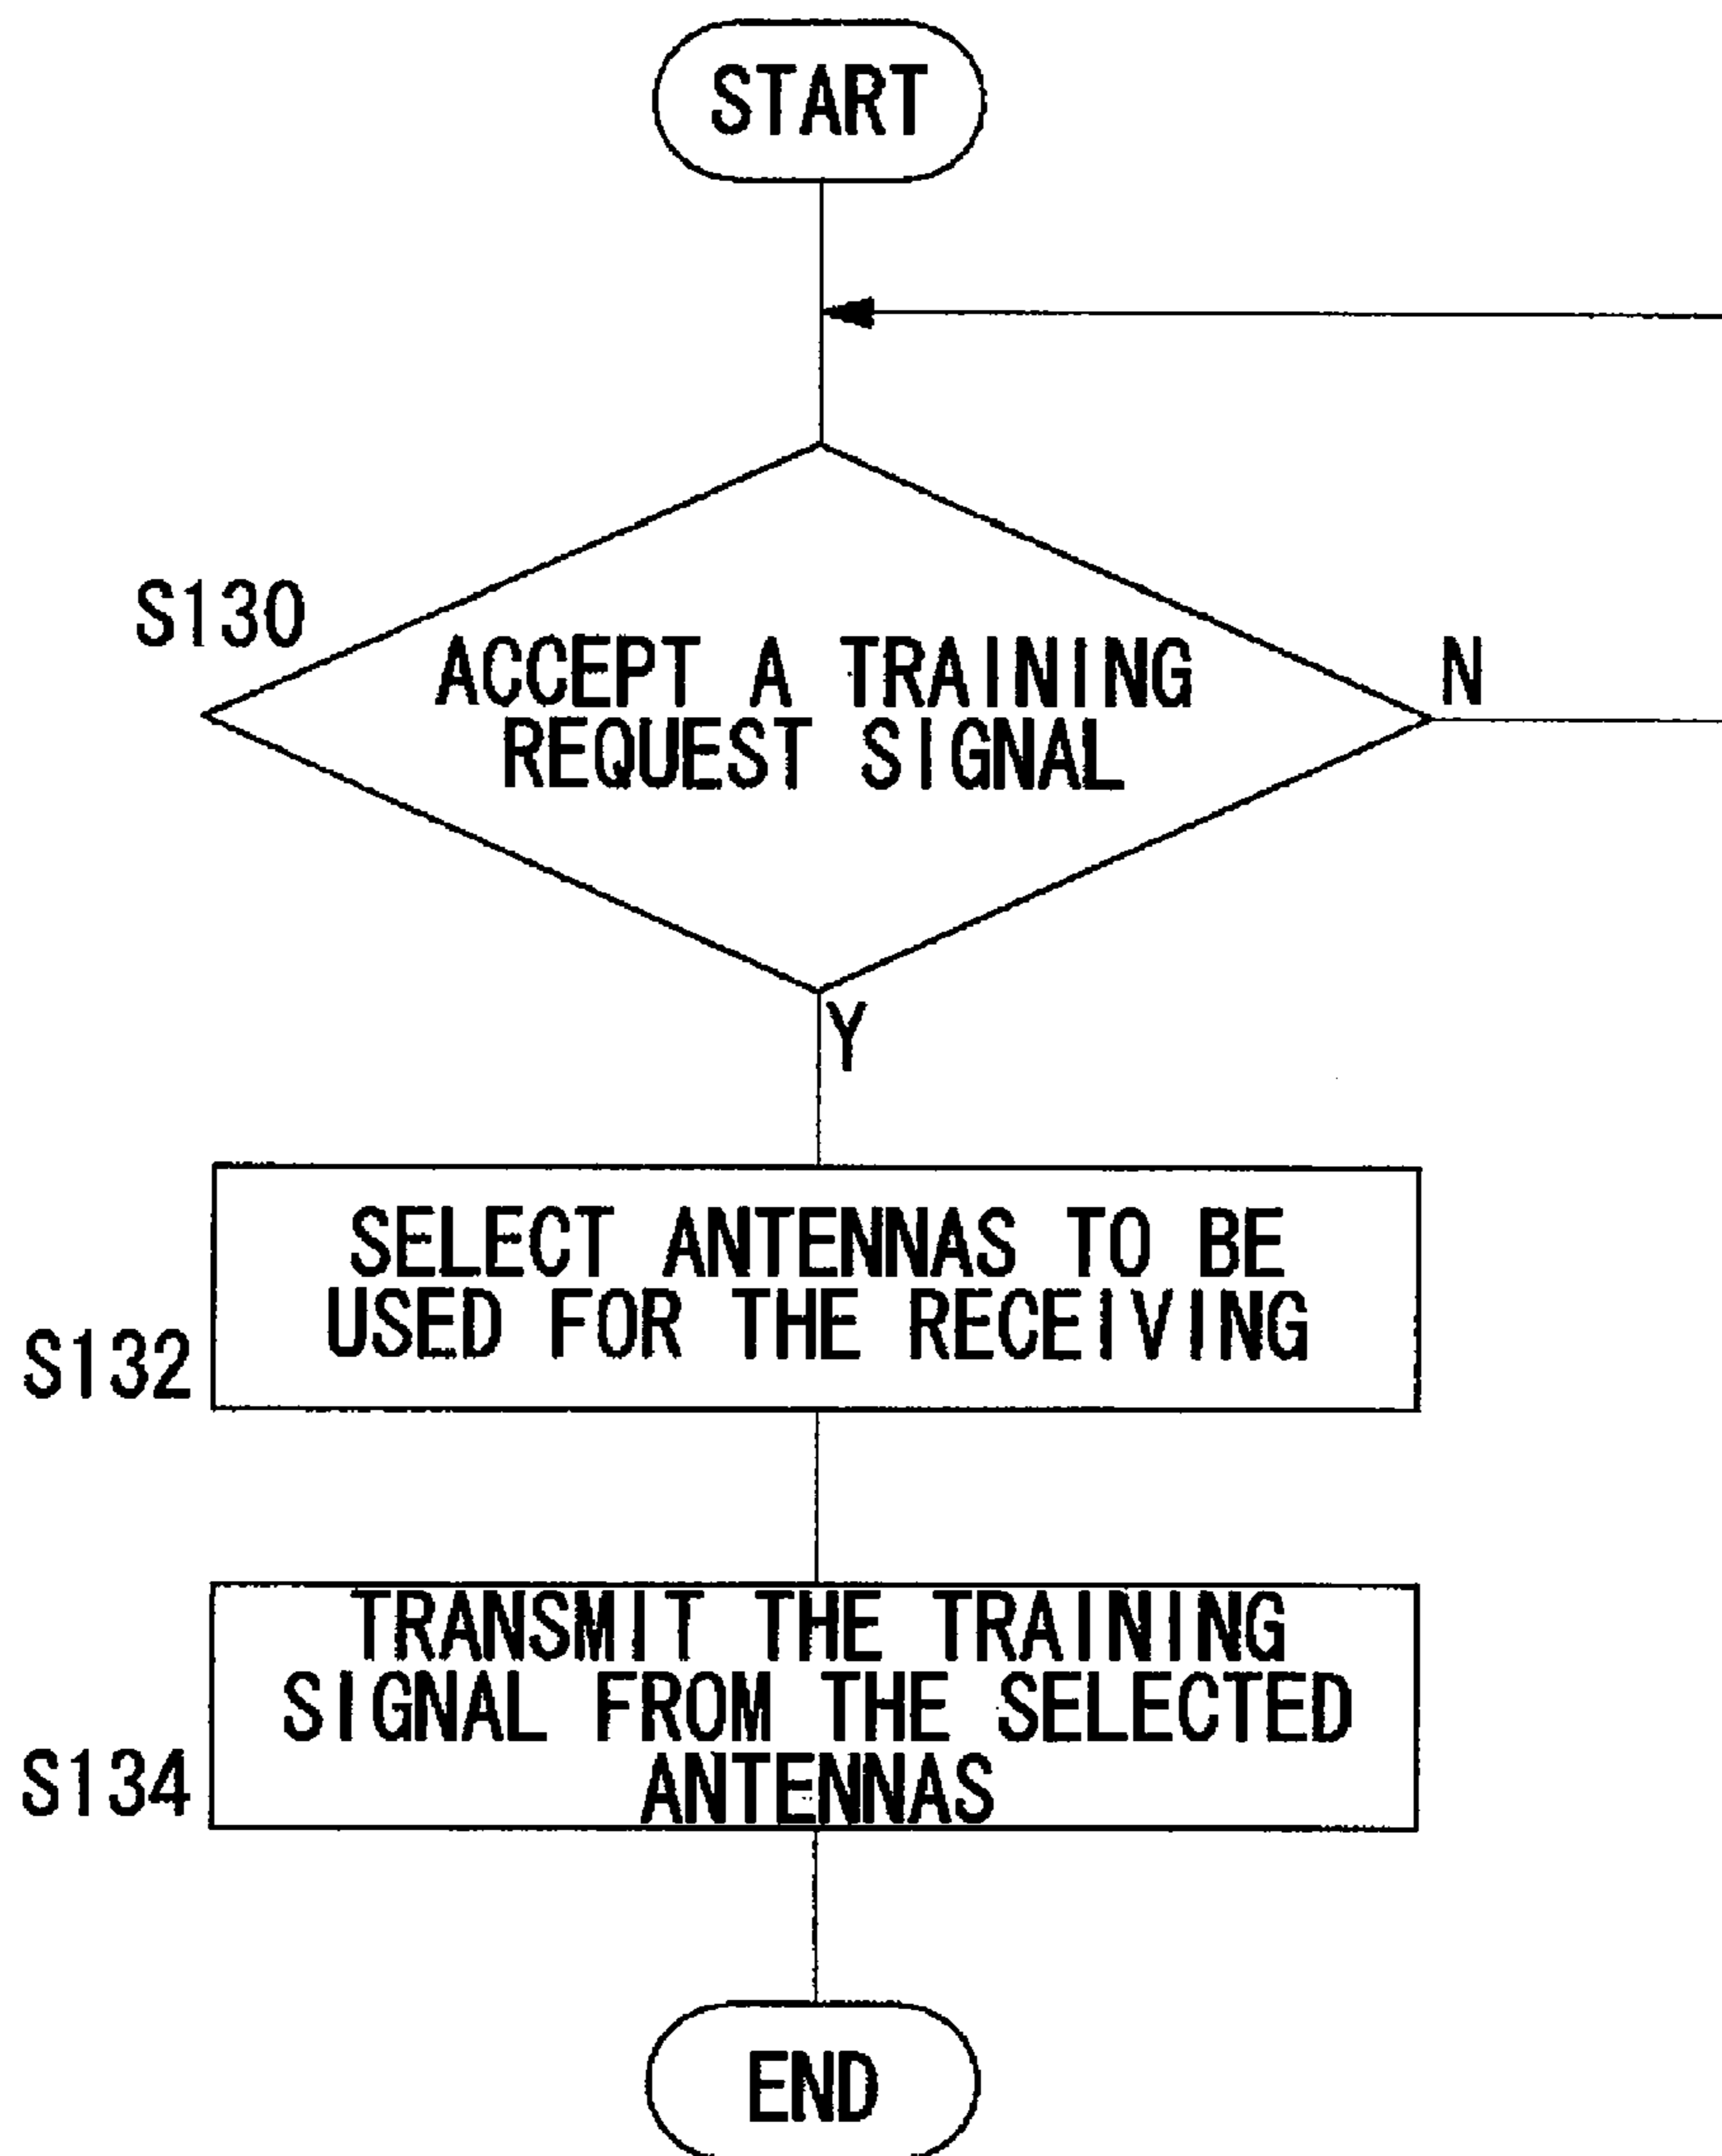 START
S130
ACCEPT A TRAINING
REQUEST SIGNAL
N
Y
SELECT ANTENNAS TO BE
USED FOR THE RECEIVING
S132
TRANSMIT THE TRAINING
SIGNAL FROM THE SELECTED
ANTENNAS
S134
END